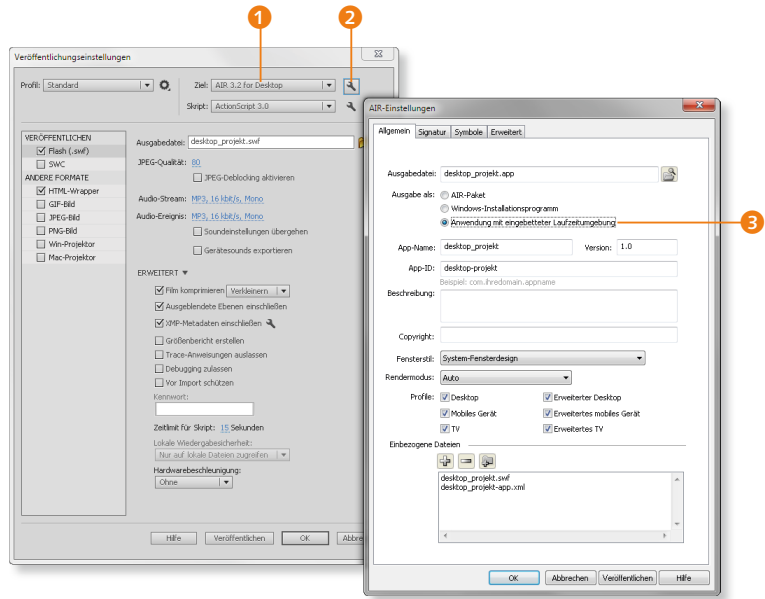 1
2
Veröffentlichungseinstellungen
Profil: Standard
Ziel: AIR 3.2 for Desktop
Skript: ActionScript 3.0
VERÖFFENTLICHEN
Flash (.swf)
SWC
ANDERE FORMATE
HTML-Wrapper
GIF-Bild
JPEG-Bild
PNG-Bild
Win-Projektor
Mac-Projektor
Ausgabedatei: desktop_projekt.swf
JPEG-Qualität: 80
JPEG-Deblocking aktivieren
Audio-Stream: MP3, 16 kbit/s, Mono
Audio-Ereignis: MP3, 16 kbit/s, Mono
Soundeinstellungen übergehen
Gerätesounds exportieren
ERWEITERT
Film komprimieren Verkleinern
Ausgeblendete Ebenen einschließen
XMP-Metadaten einschließen
Größenbericht erstellen
Trace-Anweisungen auslassen
Debugging zulassen
Vor Import schützen
Kennwort:
Zeitlimit für Skript: 15 Sekunden
Lokale Wiedergabesicherheit:
Nur auf lokale Dateien zugreifen
Hardwarebeschleunigung:
Ohne
Hilfe Veröffentlichen OK Abbre
AIR-Einstellungen
Allgemein Signatur Symbole Erweitert
Ausgabedatei: desktop_projekt.app
Ausgabe als: AIR-Paket
Windows-Installationsprogramm
Anwendung mit eingebetteter Laufzeitumgebung
3
App-Name: desktop_projekt Version: 1.0
App-ID: desktop-projekt
Beispiel: com.ihredomain.appname
Beschreibung:
Copyright:
Fensterstil: System-Fensterdesign
Rendermodus: Auto
Profile: Desktop Erweiterter Desktop
Mobiles Gerät Erweitertes mobiles Gerät
TV Erweitertes TV
Einbezogene Dateien
desktop_projekt.swf
desktop_projekt-app.xml
OK Abbrechen Veröffentlichen Hilfe